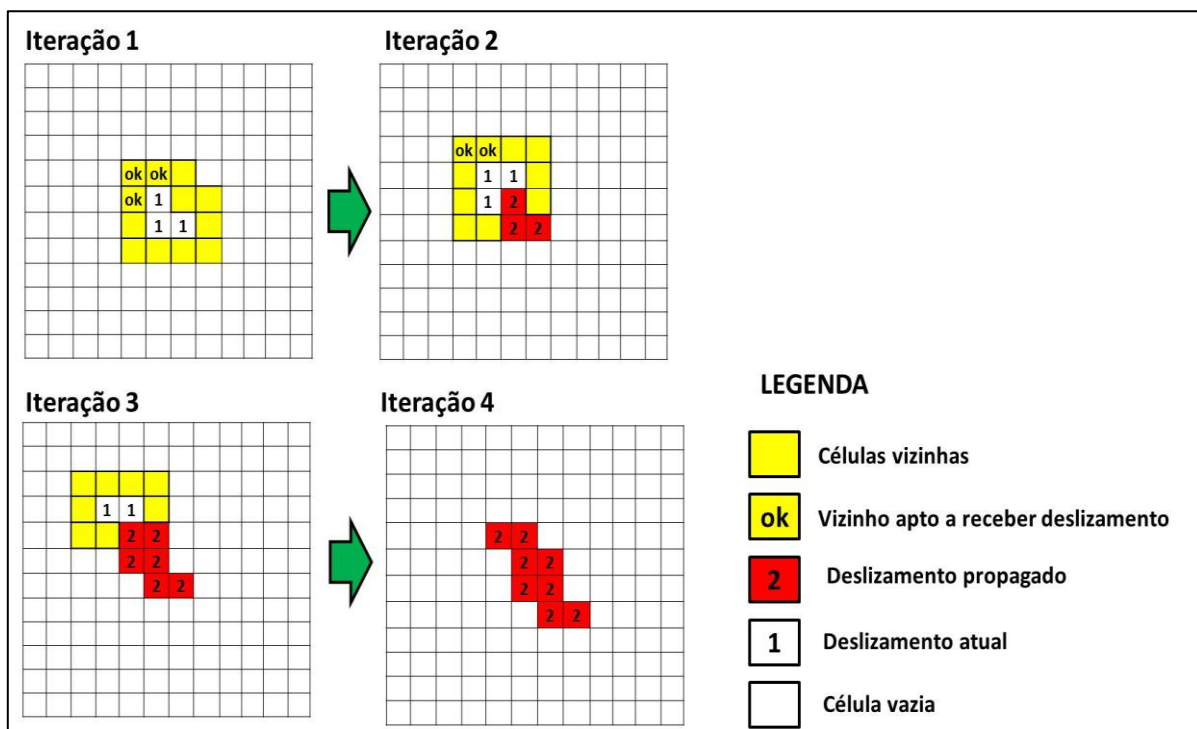 Iteração 1
ok ok
ok 1
1 1
Iteração 2
ok ok
1 1
1 2
2 2
Iteração 3
1 1
2 2
2 2
2 2
Iteração 4
2 2
2 2
2 2
2 2
LEGENDA
Células vizinhas
ok Vizinho apto a receber deslizamento
2 Deslizamento propagado
1 Deslizamento atual
Célula vazia